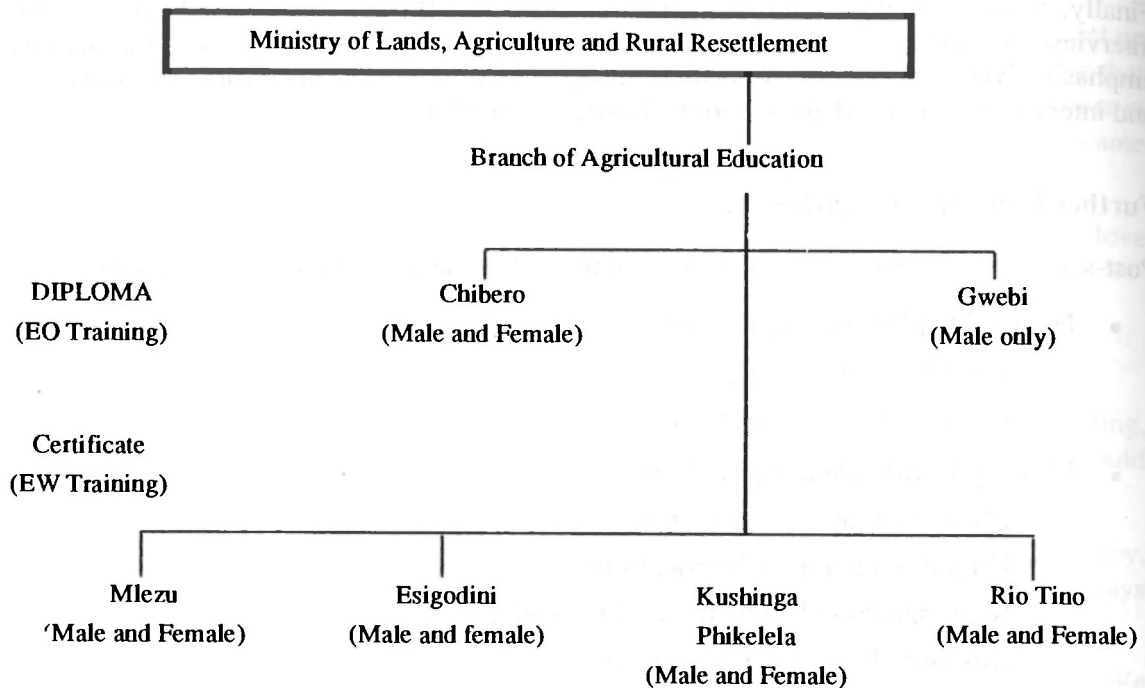 Ministry of Lands, Agriculture and Rural Resettlement
Branch of Agricultural Education
DIPLOMA
(EO Training)
Chibero
(Male and Female)
Gwebi
(Male only)
Certificate
(EW Training)
Mlezu
‘Male and Female)
Esigodini
(Male and female)
Kushinga
Phikelela
(Male and Female)
Rio Tino
(Male and Female)